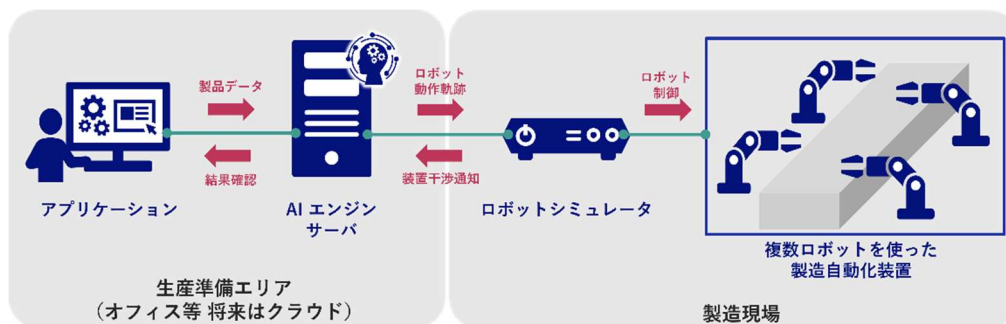 製品データ
結果確認
アプリケーション
AI エンジン
サーバ
ロボット
動作軌跡
装置干渉通知
ロボットシミュレータ
ロボット
制御
複数ロボットを使った
製造自動化装置
生産準備エリア
（オフィス等 将来はクラウド）
製造現場